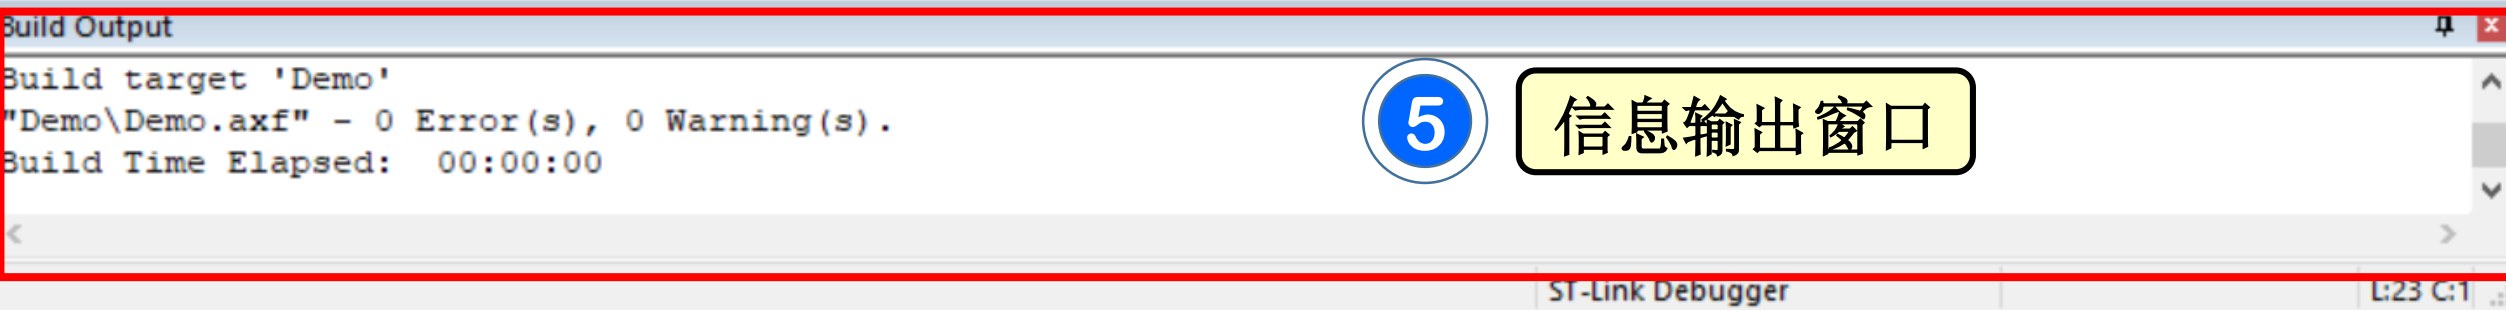 Build Output
Build target 'Demo'
"Demo\Demo.axf" - 0 Error(s), 0 Warning(s).
Build Time Elapsed:  00:00:00
5
信息输出窗口
ST-Link Debugger
L:23 C:1